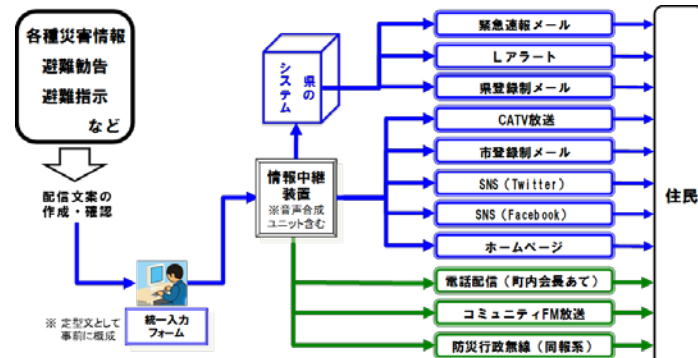 各種災害情報
避難勧告
避難指示
など
配信文案の
作成・確認
※ 定型文として
事前に概成
統一入力
フォーム
情報中継
装置
※音声合成
ユニット含む
県の
システム
緊急速報メール
Lアラート
県登録制メール
CATV放送
市登録制メール
SNS(Twitter)
SNS(Facebook)
ホームページ
電話配信(町内会長あて)
コミュニティFM放送
防災行政無線(同報系)
住民